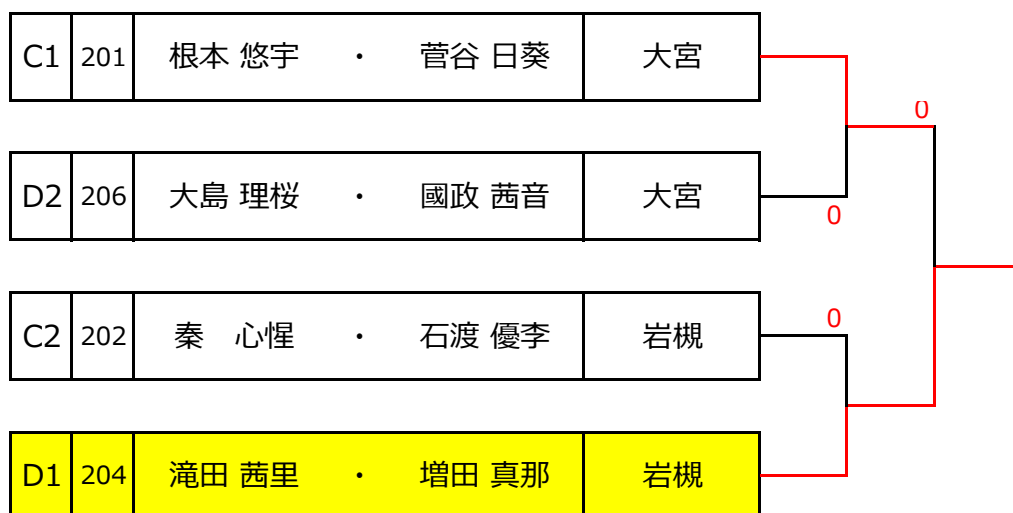 C1 201 根本 悠宇 ・ 菅谷 日葵 大宮
0
D2 206 大島 理桜 ・ 國政 茜音 大宮
0
C2 202 秦 心惺 ・ 石渡 優李 岩槻
0
D1 204 滝田 茜里 ・ 増田 真那 岩槻